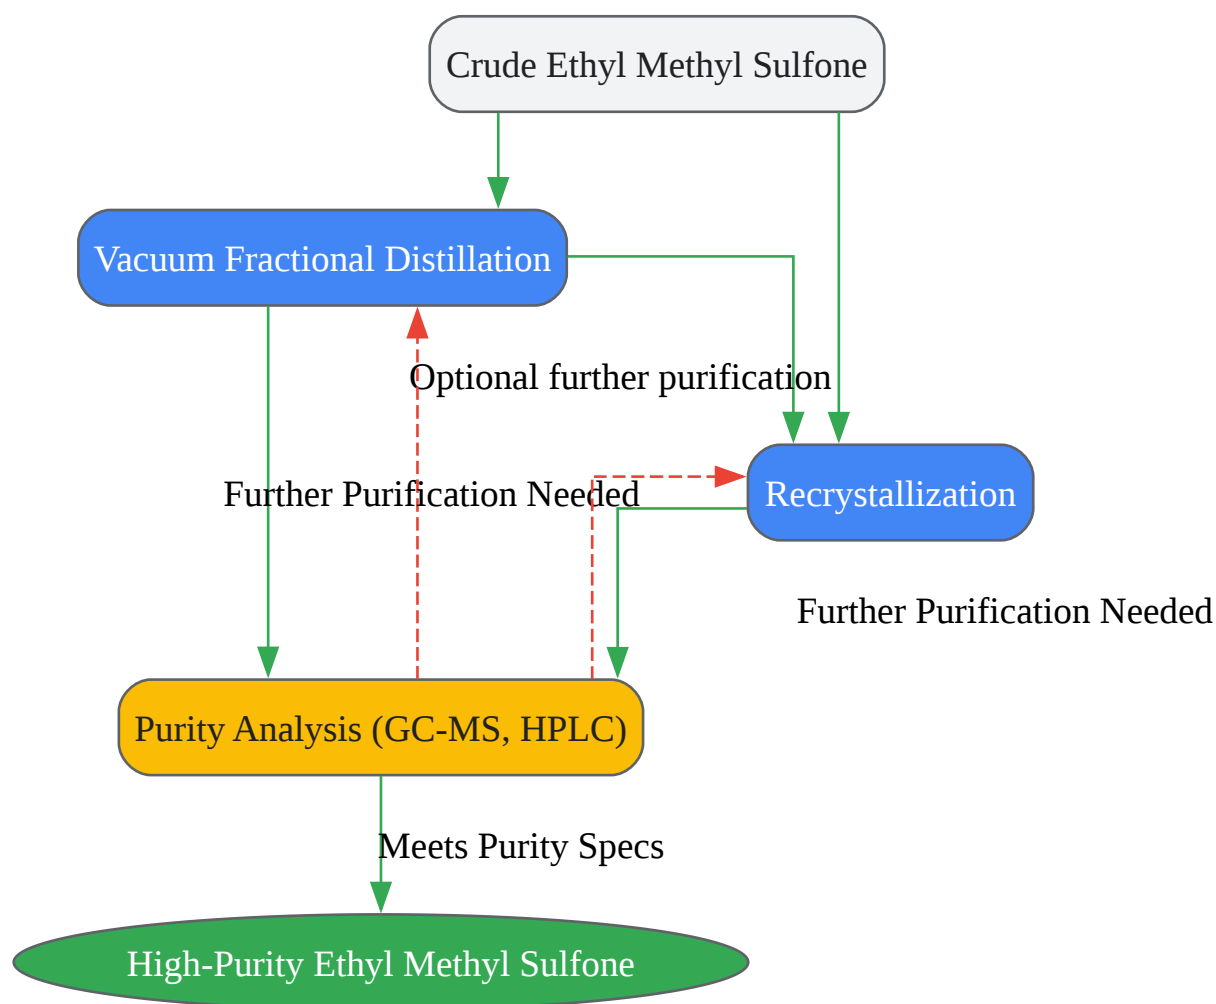 Crude Ethyl Methyl Sulfone
Vacuum Fractional Distillation
Optional further purification
Further Purification Needed
Recrystallization
Further Purification Needed
Purity Analysis (GC-MS, HPLC)
Meets Purity Specs
High-Purity Ethyl Methyl Sulfone